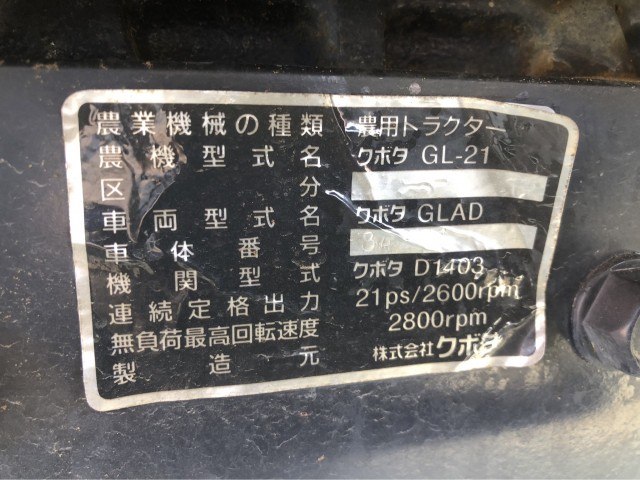 農業機械の種類 農用トラクター
農機型式名 クボタ GL-21
区分
車両型式名 クボタ GLAD
車体番号
機関型式 クボタ D1403
連続定格出力 21ps/2600rpm
無負荷最高回転速度 2800rpm
製造元 株式会社クボタ